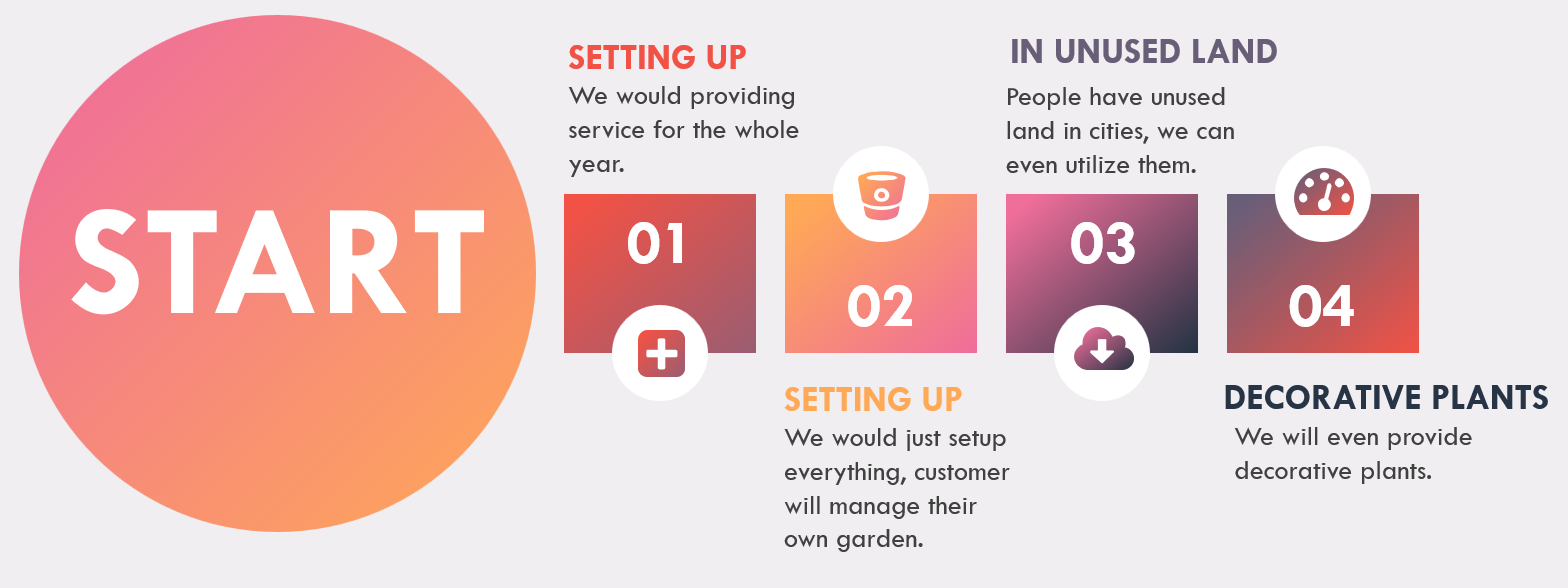 START
SETTING UP
We would providing
service for the whole
year.
01
02
SETTING UP
We would just setup
everything, customer
will manage their
own garden.
IN UNUSED LAND
People have unused
land in cities, we can
even utilize them.
03
04
DECORATIVE PLANTS
We will even provide
decorative plants.